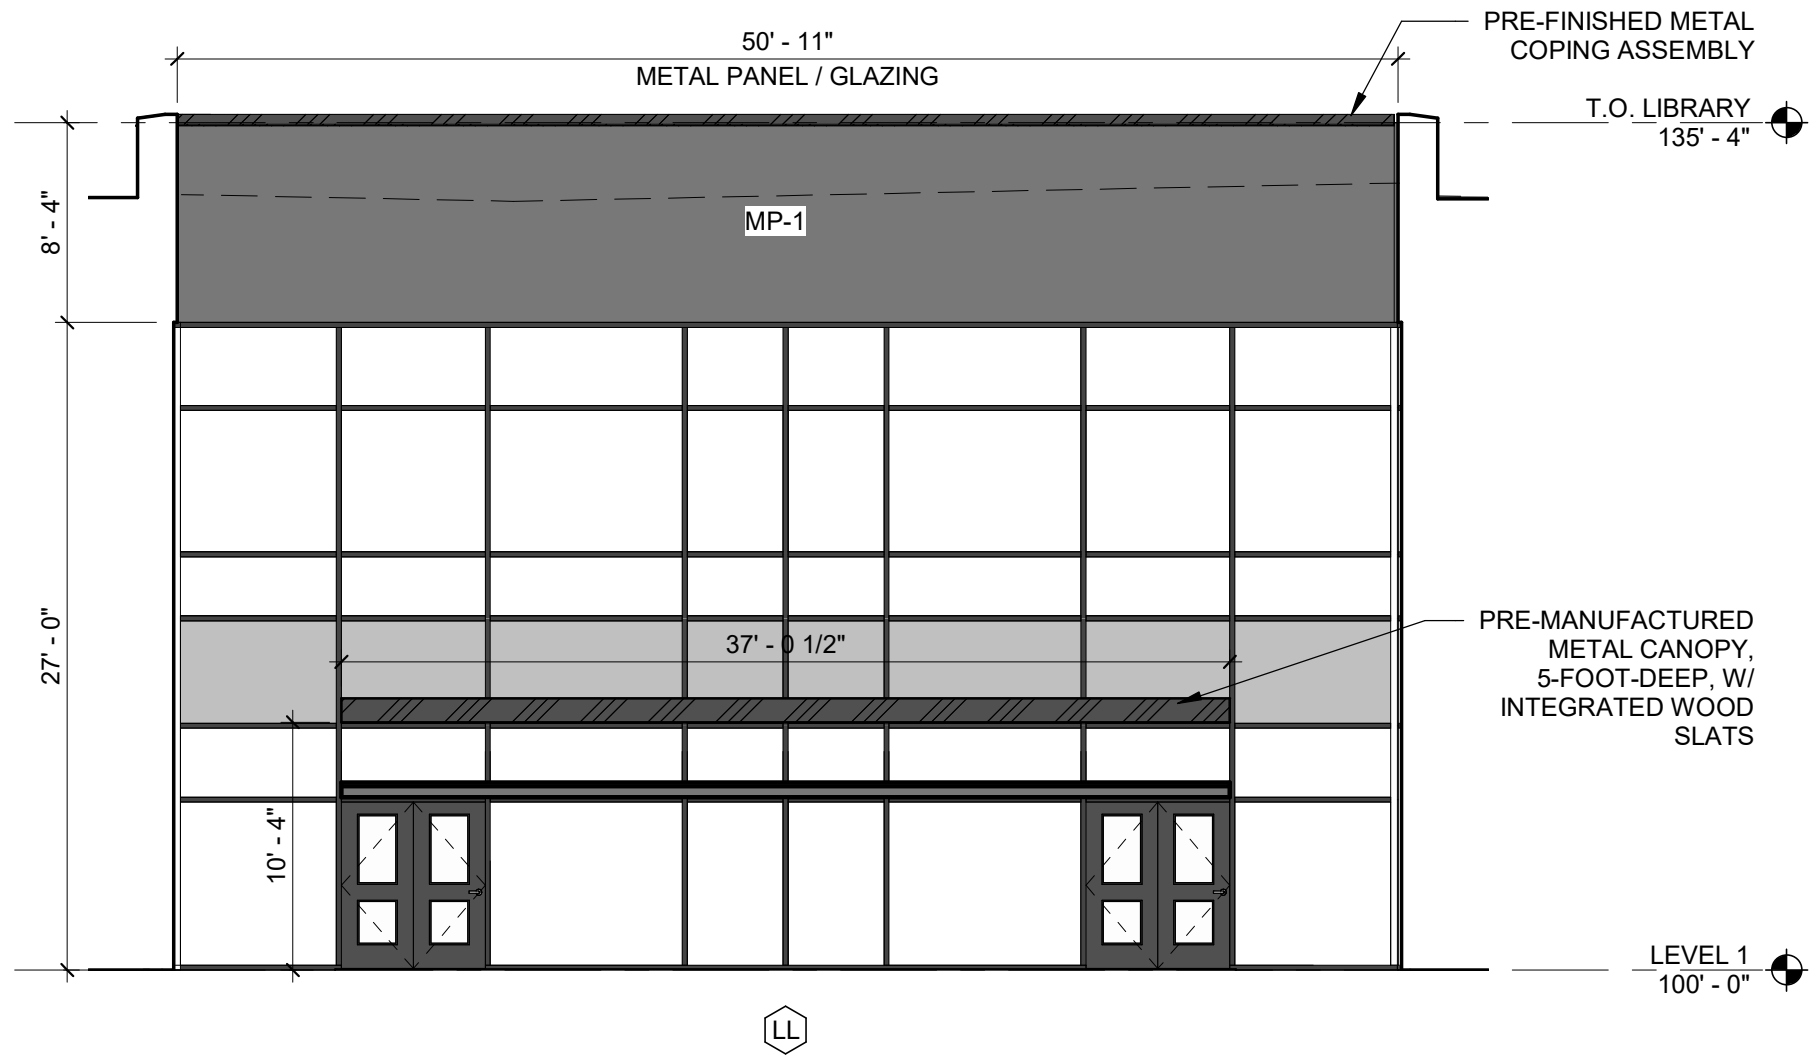 50' - 11"
METAL PANEL / GLAZING
PRE-FINISHED METAL
COPING ASSEMBLY
T.O. LIBRARY
135' - 4"
8' - 4"
MP-1
27' - 0"
37' - 0 1/2"
PRE-MANUFACTURED
METAL CANOPY,
5-FOOT-DEEP, W/
INTEGRATED WOOD
SLATS
10' - 4"
LEVEL 1
100' - 0"
LL